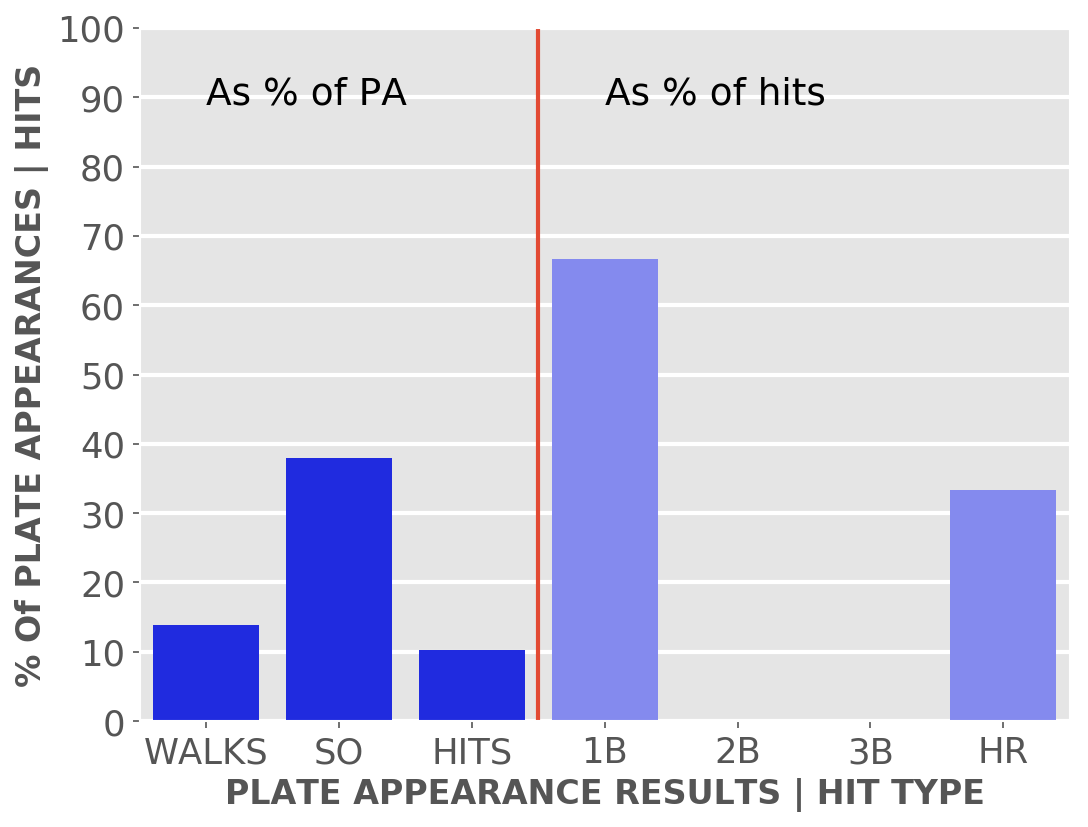 % Of PLATE APPEARANCES | HITS
100
90
80
70
60
50
40
30
20
10
0
As % of PA
As % of hits
WALKS SO HITS 1B 2B 3B HR
PLATE APPEARANCE RESULTS | HIT TYPE